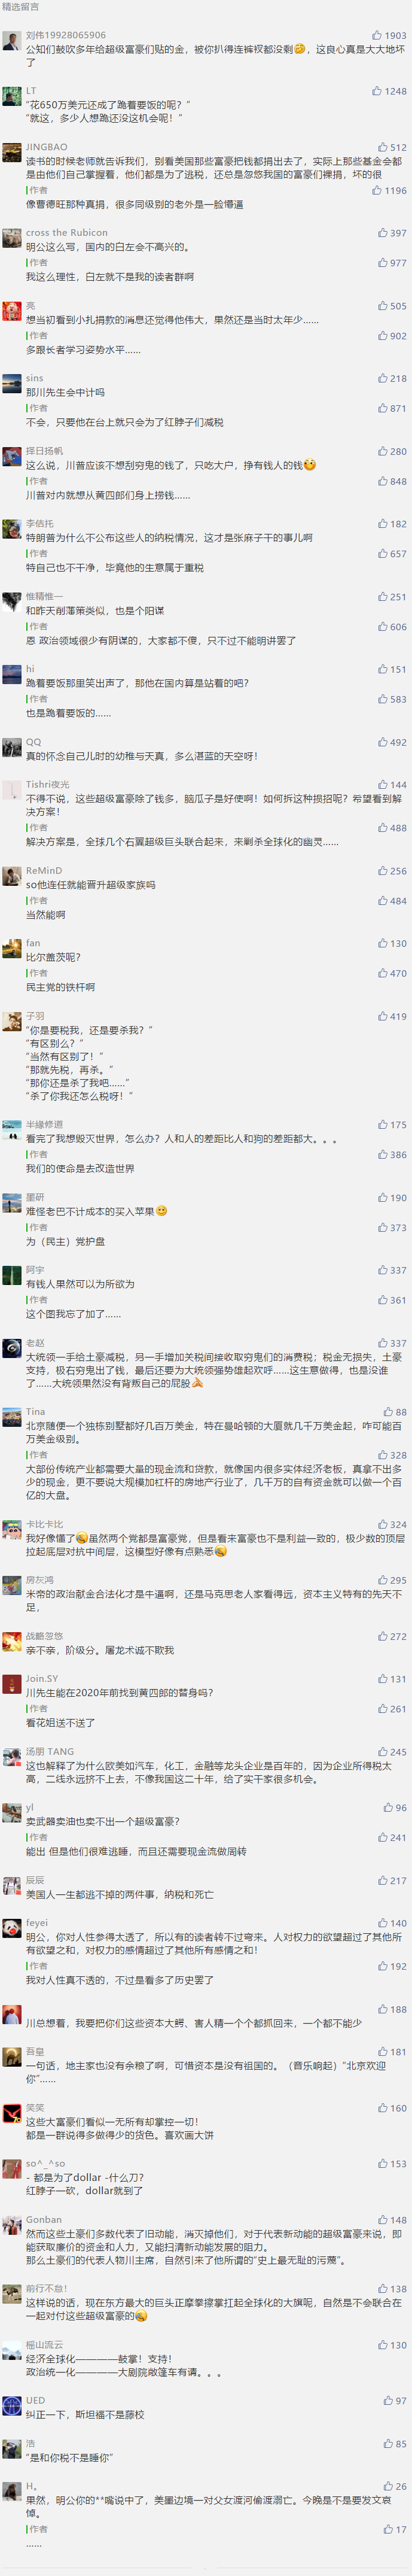 精选留言
刘伟19928065906
1903
公知们鼓吹多年给超级富豪们贴的金，被你扒得连裤衩都没剩，这良心真是大大地坏
了
LT
1248
“花650万美元还成了跪着要饭的呢？”
“就这，多少人想跪还没这机会呢！”
JINGBAO
512
读书的时候老师就告诉我们，别看美国那些富豪把钱都捐出去了，实际上那些基金会都
是由他们自己掌握着，他们都是为了逃税，还总是忽悠我国的富豪们裸捐，坏的很
作者
1196
像曹德旺那种真捐，很多同级别的老外是一脸懵逼
cross the Rubicon
397
明公这么写，国内的白左会不高兴的。
作者
977
我这么理性，白左就不是我的读者群啊
亮
505
想当初看到小扎捐款的消息还觉得他伟大，果然还是当时太年少……
作者
902
多跟长者学习姿势水平……
sins
218
那川先生会中计吗
作者
871
不会，只要他在台上就只会为了红脖子们减税
择日扬帆
280
这么说，川普应该不想刮穷鬼的钱了，只吃大户，挣有钱人的钱
作者
848
川普对内就想从黄四郎们身上捞钱……
李佶托
182
特朗普为什么不公布这些人的纳税情况，这才是张麻子干的事儿啊
作者
657
特自己也不干净，毕竟他的生意属于重税
惟精惟一
251
和昨天削藩策类似，也是个阳谋
作者
606
恩 政治领域很少有阴谋的，大家都不傻，只不过不能明讲罢了
hi
151
跪着要饭那里笑出声了，那他在国内算是站着的吧？
作者
583
也是跪着要饭的……
QQ
492
真的怀念自己儿时的幼稚与天真，多么湛蓝的天空呀！
Tishri夜光
144
不得不说，这些超级富豪除了钱多，脑瓜子是好使啊！如何拆这种损招呢？希望看到解
决方案！
作者
488
解决方案是，全球几个右翼超级巨头联合起来，来剿杀全球化的幽灵……
ReMinD
256
so他连任就能晋升超级家族吗
作者
484
当然能啊
fan
130
比尔盖茨呢？
作者
470
民主党的铁杆啊
子羽
419
“你是要税我，还是要杀我？”
“有区别么？”
“当然有区别了！”
“那就先税，再杀。”
“那你还是杀了我吧……”
“杀了你我还怎么税呀！”
半緣修道
175
看完了我想毁灭世界，怎么办？人和人的差距比人和狗的差距都大。。。
作者
386
我们的使命是去改造世界
墨研
190
难怪老巴不计成本的买入苹果
作者
373
为（民主）党护盘
阿宇
337
有钱人果然可以为所欲为
作者
361
这个图我忘了加了……
老赵
337
大统领一手给土豪减税，另一手增加关税间接收取穷鬼们的消费税；税金无损失，土豪
支持，极右穷鬼出了钱，最后还要为大统领强势雄起欢呼……这生意做得，也是没谁
了……大统领果然没有背叛自己的屁股
Tina
88
北京随便一个独栋别墅都好几百万美金，特在曼哈顿的大厦就几千万美金起，咋可能百
万美金级别。
作者
328
大部份传统产业都需要大量的现金流和贷款，就像国内很多实体经济老板，真拿不出多
少的现金，更不要说大规模加杠杆的房地产行业了，几千万的自有资金就可以做一个百
亿的大盘。
卡比卡比
324
我好像懂了虽然两个党都是富豪党，但是看来富豪也不是利益一致的，极少数的顶层
拉起底层对抗中间层，这模型好像有点熟悉
房灰鸿
295
米帝的政治献金合法化才是牛逼啊，还是马克思老人家看得远，资本主义特有的先天不
足，
战略忽悠
272
亲不亲，阶级分。屠龙术诚不欺我
Join.SY
131
川先生能在2020年前找到黄四郎的替身吗？
作者
261
看花姐送不送了
汤朋 TANG
245
这也解释了为什么欧美如汽车，化工，金融等龙头企业是百年的，因为企业所得税太
高，二线永远挤不上去，不像我国这二十年，给了实干家很多机会。
yl
96
卖武器卖油也卖不出一个超级富豪？
作者
241
能出 但是他们很难逃睡，而且还需要现金流做周转
辰辰
217
美国人一生都逃不掉的两件事，纳税和死亡
feyei
140
明公，你对人性参得太透了，所以有的读者转不过弯来。人对权力的欲望超过了其他所
有欲望之和，对权力的感情超过了其他所有感情之和！
作者
192
我对人性真不透的，不过是看多了历史罢了
188
川总想着，我要把你们这些资本大鳄、害人精一个个都抓回来，一个都不能少
吾皇
181
一句话，地主家也没有余粮了啊，可惜资本是没有祖国的。（音乐响起）“北京欢迎
你”……
笑笑
160
这些大富豪们看似一无所有却掌控一切！
都是一群说得多做得少的货色。喜欢画大饼
so^_^so
153
- 都是为了dollar -什么刀？
红脖子一砍，dollar就到了
Gonban
148
然而这些土豪们多数代表了旧动能，消灭掉他们，对于代表新动能的超级富豪来说，即
能获取廉价的资金和人力，又能扫清新动能发展的阻力。
那么土豪们的代表人物川主席，自然引来了他所谓的“史上最无耻的污蔑”。
前行不怠！
138
这样说的话，现在东方最大的巨头正摩拳擦掌扛起全球化的大旗呢，自然是不会联合在
一起对付这些超级富豪的
榣山流云
130
经济全球化————鼓掌！支持！
政治统一化————大剧院敞篷车有请。。。
UED
97
纠正一下，斯坦福不是藤校
浩
85
“是和你税不是睡你”
H。
26
果然，明公你的**嘴说中了，美墨边境一对父女渡河偷渡溺亡。今晚是不是要发文哀
悼。
作者
17
……